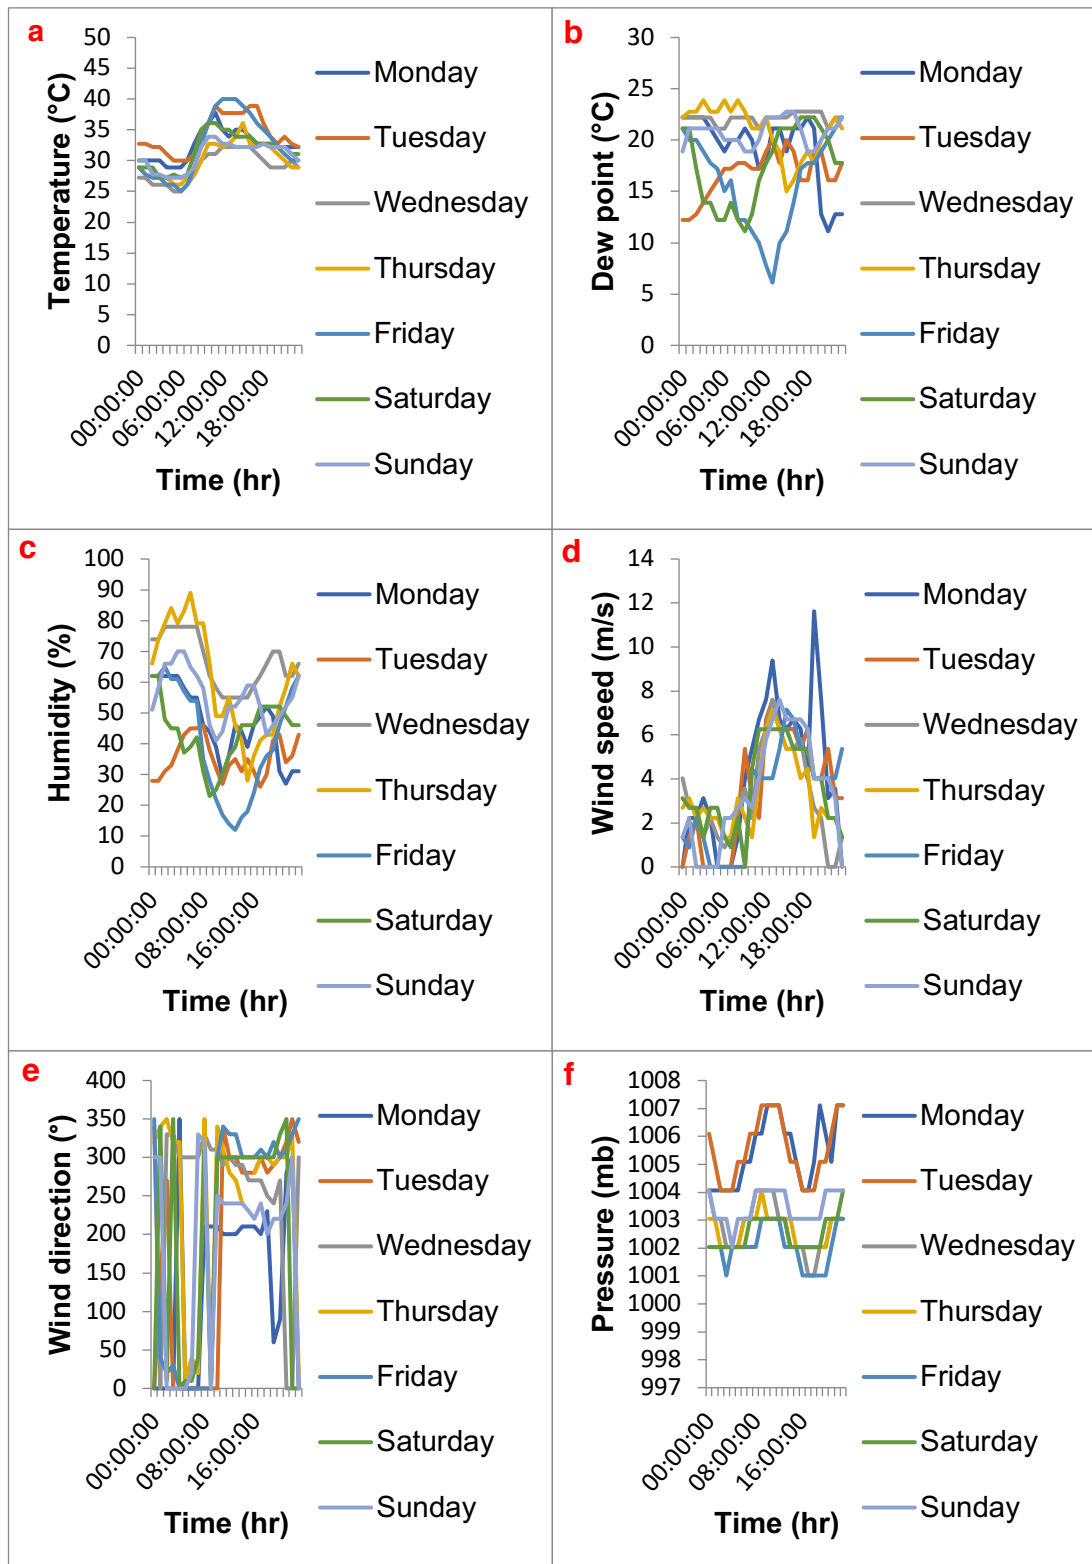 a
50
45
40
35
30
25
20
15
10
5
0
Temperature (°C)
00:00:00
06:00:00
12:00:00
18:00:00
Time (hr)
Monday
Tuesday
Wednesday
Thursday
Friday
Saturday
Sunday
b
30
25
20
15
10
5
0
Dew point (°C)
00:00:00
06:00:00
12:00:00
18:00:00
Time (hr)
Monday
Tuesday
Wednesday
Thursday
Friday
Saturday
Sunday
c
100
90
80
70
60
50
40
30
20
10
0
Humidity (%)
00:00:00
08:00:00
16:00:00
Time (hr)
Monday
Tuesday
Wednesday
Thursday
Friday
Saturday
Sunday
d
14
12
10
8
6
4
2
0
Wind speed (m/s)
00:00:00
06:00:00
12:00:00
18:00:00
Time (hr)
Monday
Tuesday
Wednesday
Thursday
Friday
Saturday
Sunday
e
400
350
300
250
200
150
100
50
0
Wind direction (°)
00:00:00
08:00:00
16:00:00
Time (hr)
Monday
Tuesday
Wednesday
Thursday
Friday
Saturday
Sunday
f
1008
1007
1006
1005
1004
1003
1002
1001
1000
999
998
997
Pressure (mb)
00:00:00
08:00:00
16:00:00
Time (hr)
Monday
Tuesday
Wednesday
Thursday
Friday
Saturday
Sunday